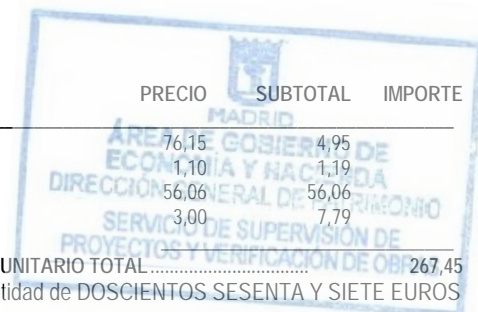 PRECIO SUBTOTAL IMPORTE
MADRID
76,15 4,95
ÁREA DE GOBIERNO DE
1,10 1,19
ECONOMÍA Y HACIENDA
56,06 56,06
DIRECCIÓN GENERAL DE PATRIMONIO
3,00 7,79
SERVICIO DE SUPERVISIÓN DE
PROYECTOS Y VERIFICACIÓN DE
UNITARIO TOTAL................................ 267,45
tidad de DOSCIENTOS SESENTA Y SIETE EUROS